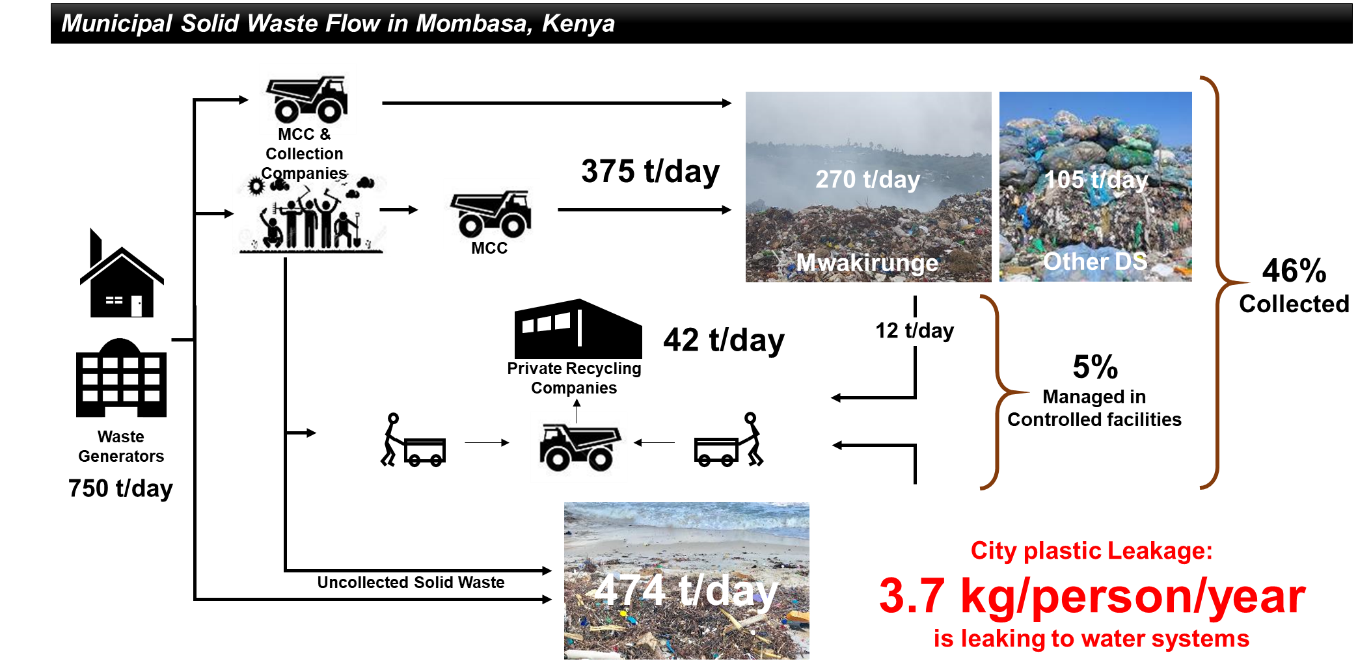 Municipal Solid Waste Flow in Mombasa, Kenya
MCC &
Collection
Companies
375 t/day
MCC
270 t/day
Mwakirunge
105 t/day
Other DS
46%
Collected
12 t/day
42 t/day
Private Recycling
Companies
5%
Managed in
Controlled facilities
Waste
Generators
750 t/day
Uncollected Solid Waste
474 t/day
City plastic Leakage:
3.7 kg/person/year
is leaking to water systems